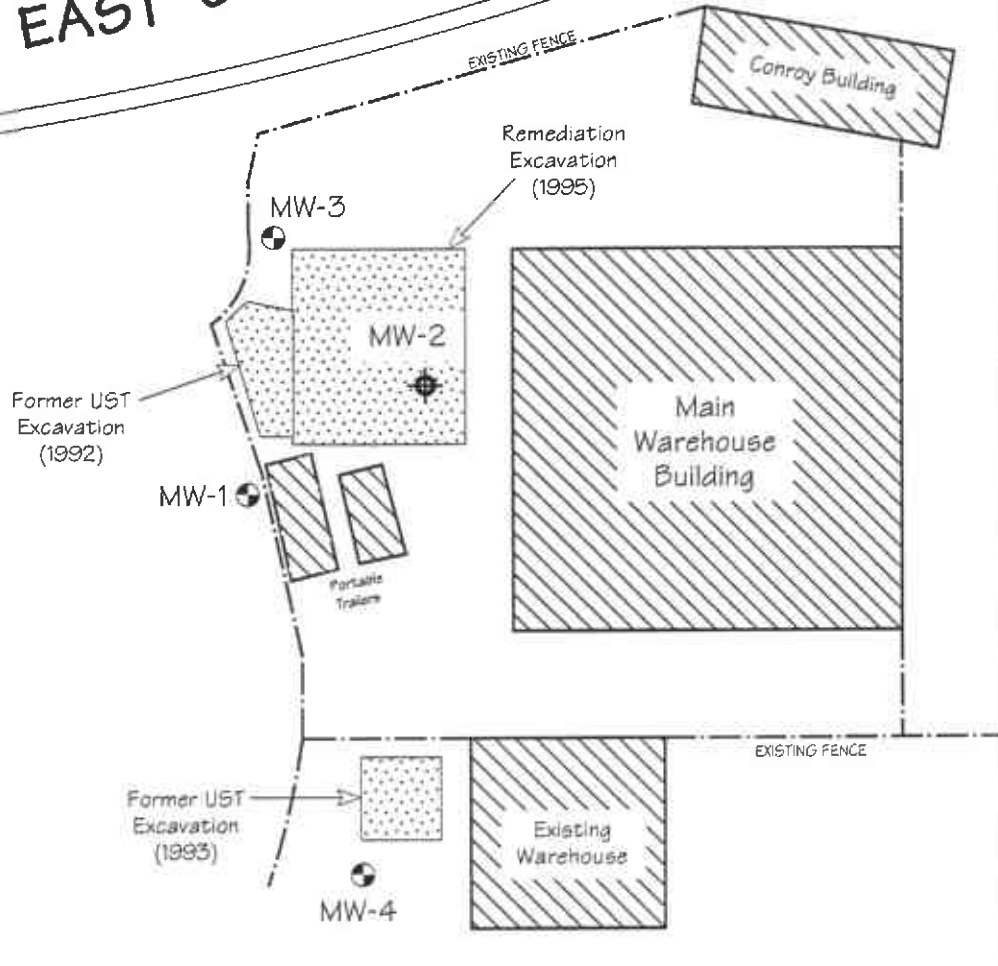 EAST
EXISTING FENCE
Conroy Building
Remediation
Excavation
(1995)
MW-3
MW-2
Former UST
Excavation
(1992)
Main
Warehouse
Building
MW-1
Portable
Trailers
EXISTING FENCE
Former UST
Excavation
(1993)
Existing
Warehouse
MW-4